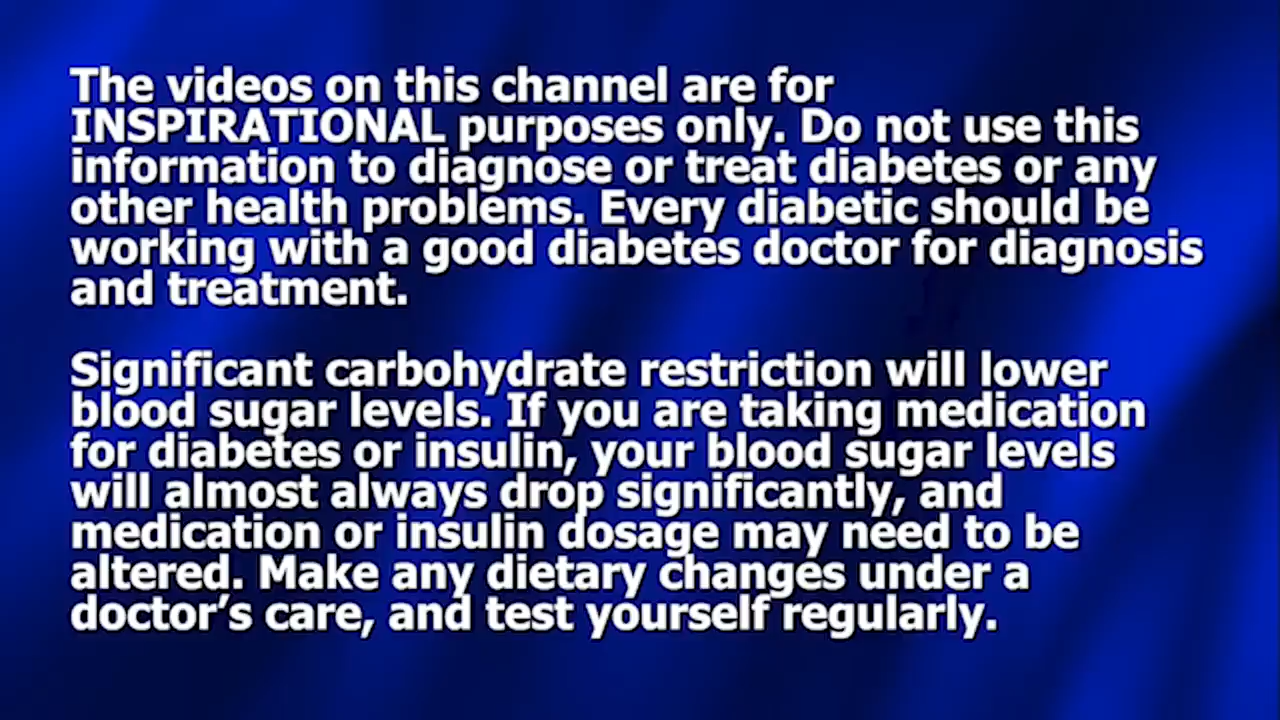 The videos on this channel are for
INSPIRATIONAL purposes only. Do not use this
information to diagnose or treat diabetes or any
other health problems. Every diabetic should be
working with a good diabetes doctor for diagnosis
and treatment.
Significant carbohydrate restriction will lower
blood sugar levels. If you are taking medication
for diabetes or insulin, your blood sugar levels
will almost always drop significantly, and
medication or insulin dosage may need to be
altered. Make any dietary changes under a
doctor’s care, and test yourself regularly.